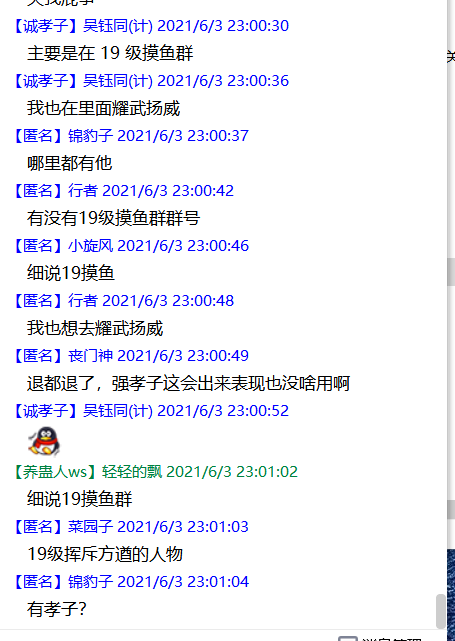 【诚孝子】吴钰同(计) 2021/6/3 23:00:30
主要是在 19 级摸鱼群
【诚孝子】吴钰同(计) 2021/6/3 23:00:36
我也在里面耀武扬威
【匿名】锦豹子 2021/6/3 23:00:37
哪里都有他
【匿名】行者 2021/6/3 23:00:42
有没有19级摸鱼群群号
【匿名】小旋风 2021/6/3 23:00:46
细说19摸鱼
【匿名】行者 2021/6/3 23:00:48
我也想去耀武扬威
【匿名】丧门神 2021/6/3 23:00:49
退都退了，强孝子这会出来表现也没啥用啊
【诚孝子】吴钰同(计) 2021/6/3 23:00:52
【养蛊人ws】轻轻的飘 2021/6/3 23:01:02
细说19摸鱼群
【匿名】菜园子 2021/6/3 23:01:03
19级挥斥方遒的人物
【匿名】锦豹子 2021/6/3 23:01:04
有孝子？